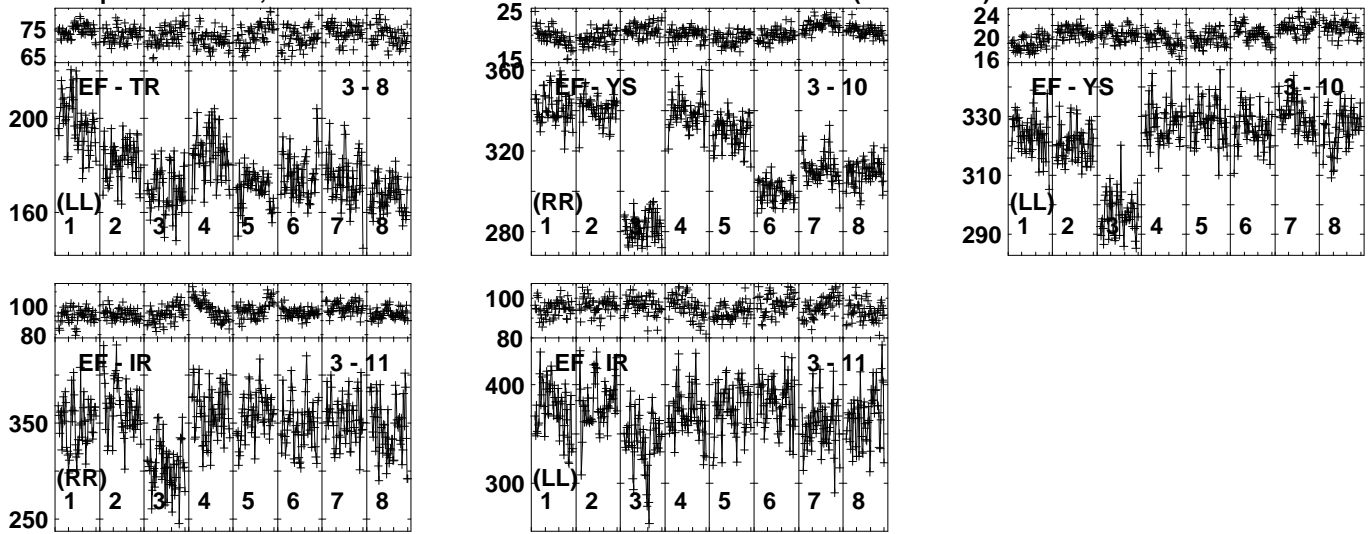 75
65
EF - TR 3 - 8
200
160
(LL)
1 2 3 4 5 6 7 8
25
15
360
EF - YS 3 - 10
320
(RR)
280
1 2 3 4 5 6 7 8
24
20
16
EF - YS 3 - 10
330
310
(LL)
290
1 2 3 4 5 6 7 8
100
80
EF - IR 3 - 11
350
(RR)
250
1 2 3 4 5 6 7 8
100
80
EF - IR 3 - 11
400
300
(LL)
1 2 3 4 5 6 7 8